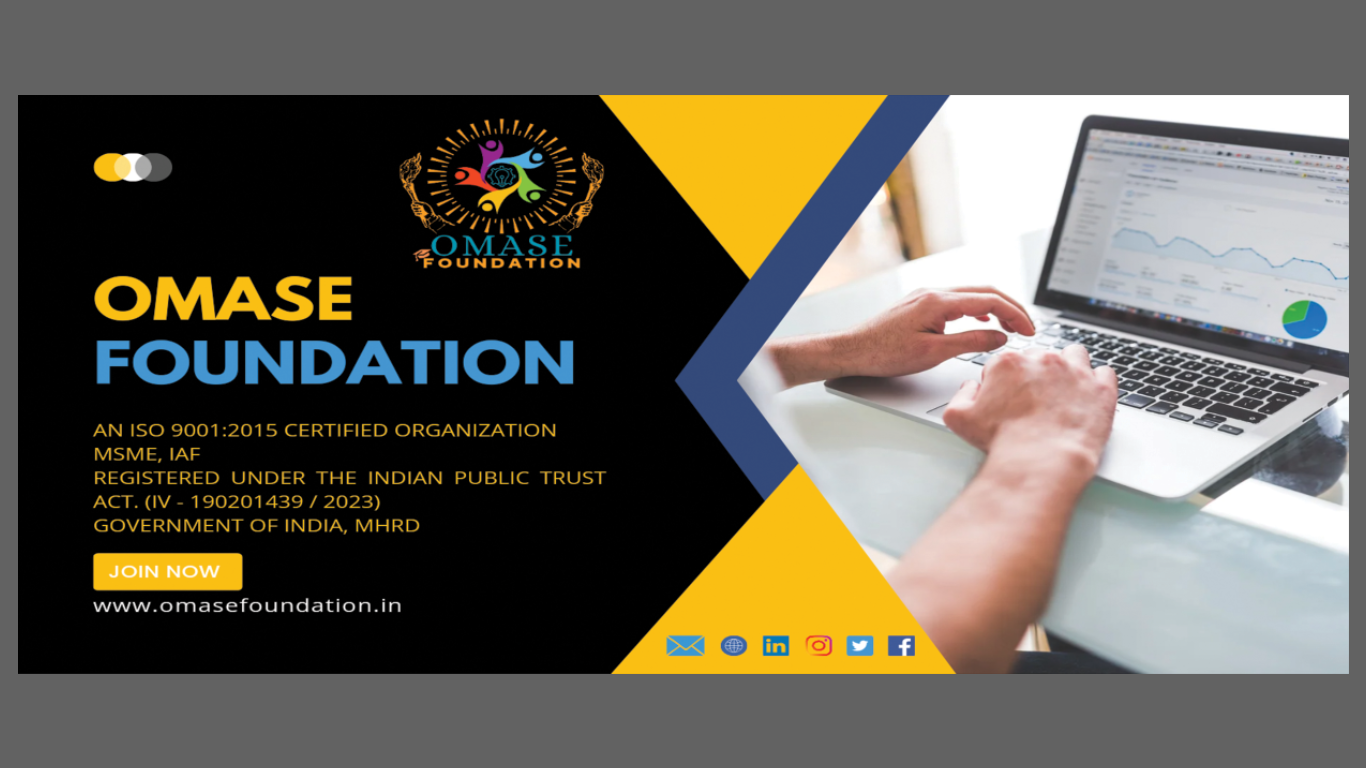 OMASE
FOUNDATION
OMASE
FOUNDATION
AN ISO 9001:2015 CERTIFIED ORGANIZATION
MSME, IAF
REGISTERED UNDER THE INDIAN PUBLIC TRUST
ACT. (IV - 190201439 / 2023)
GOVERNMENT OF INDIA, MHRD
JOIN NOW
www.omasefoundation.in
in
f